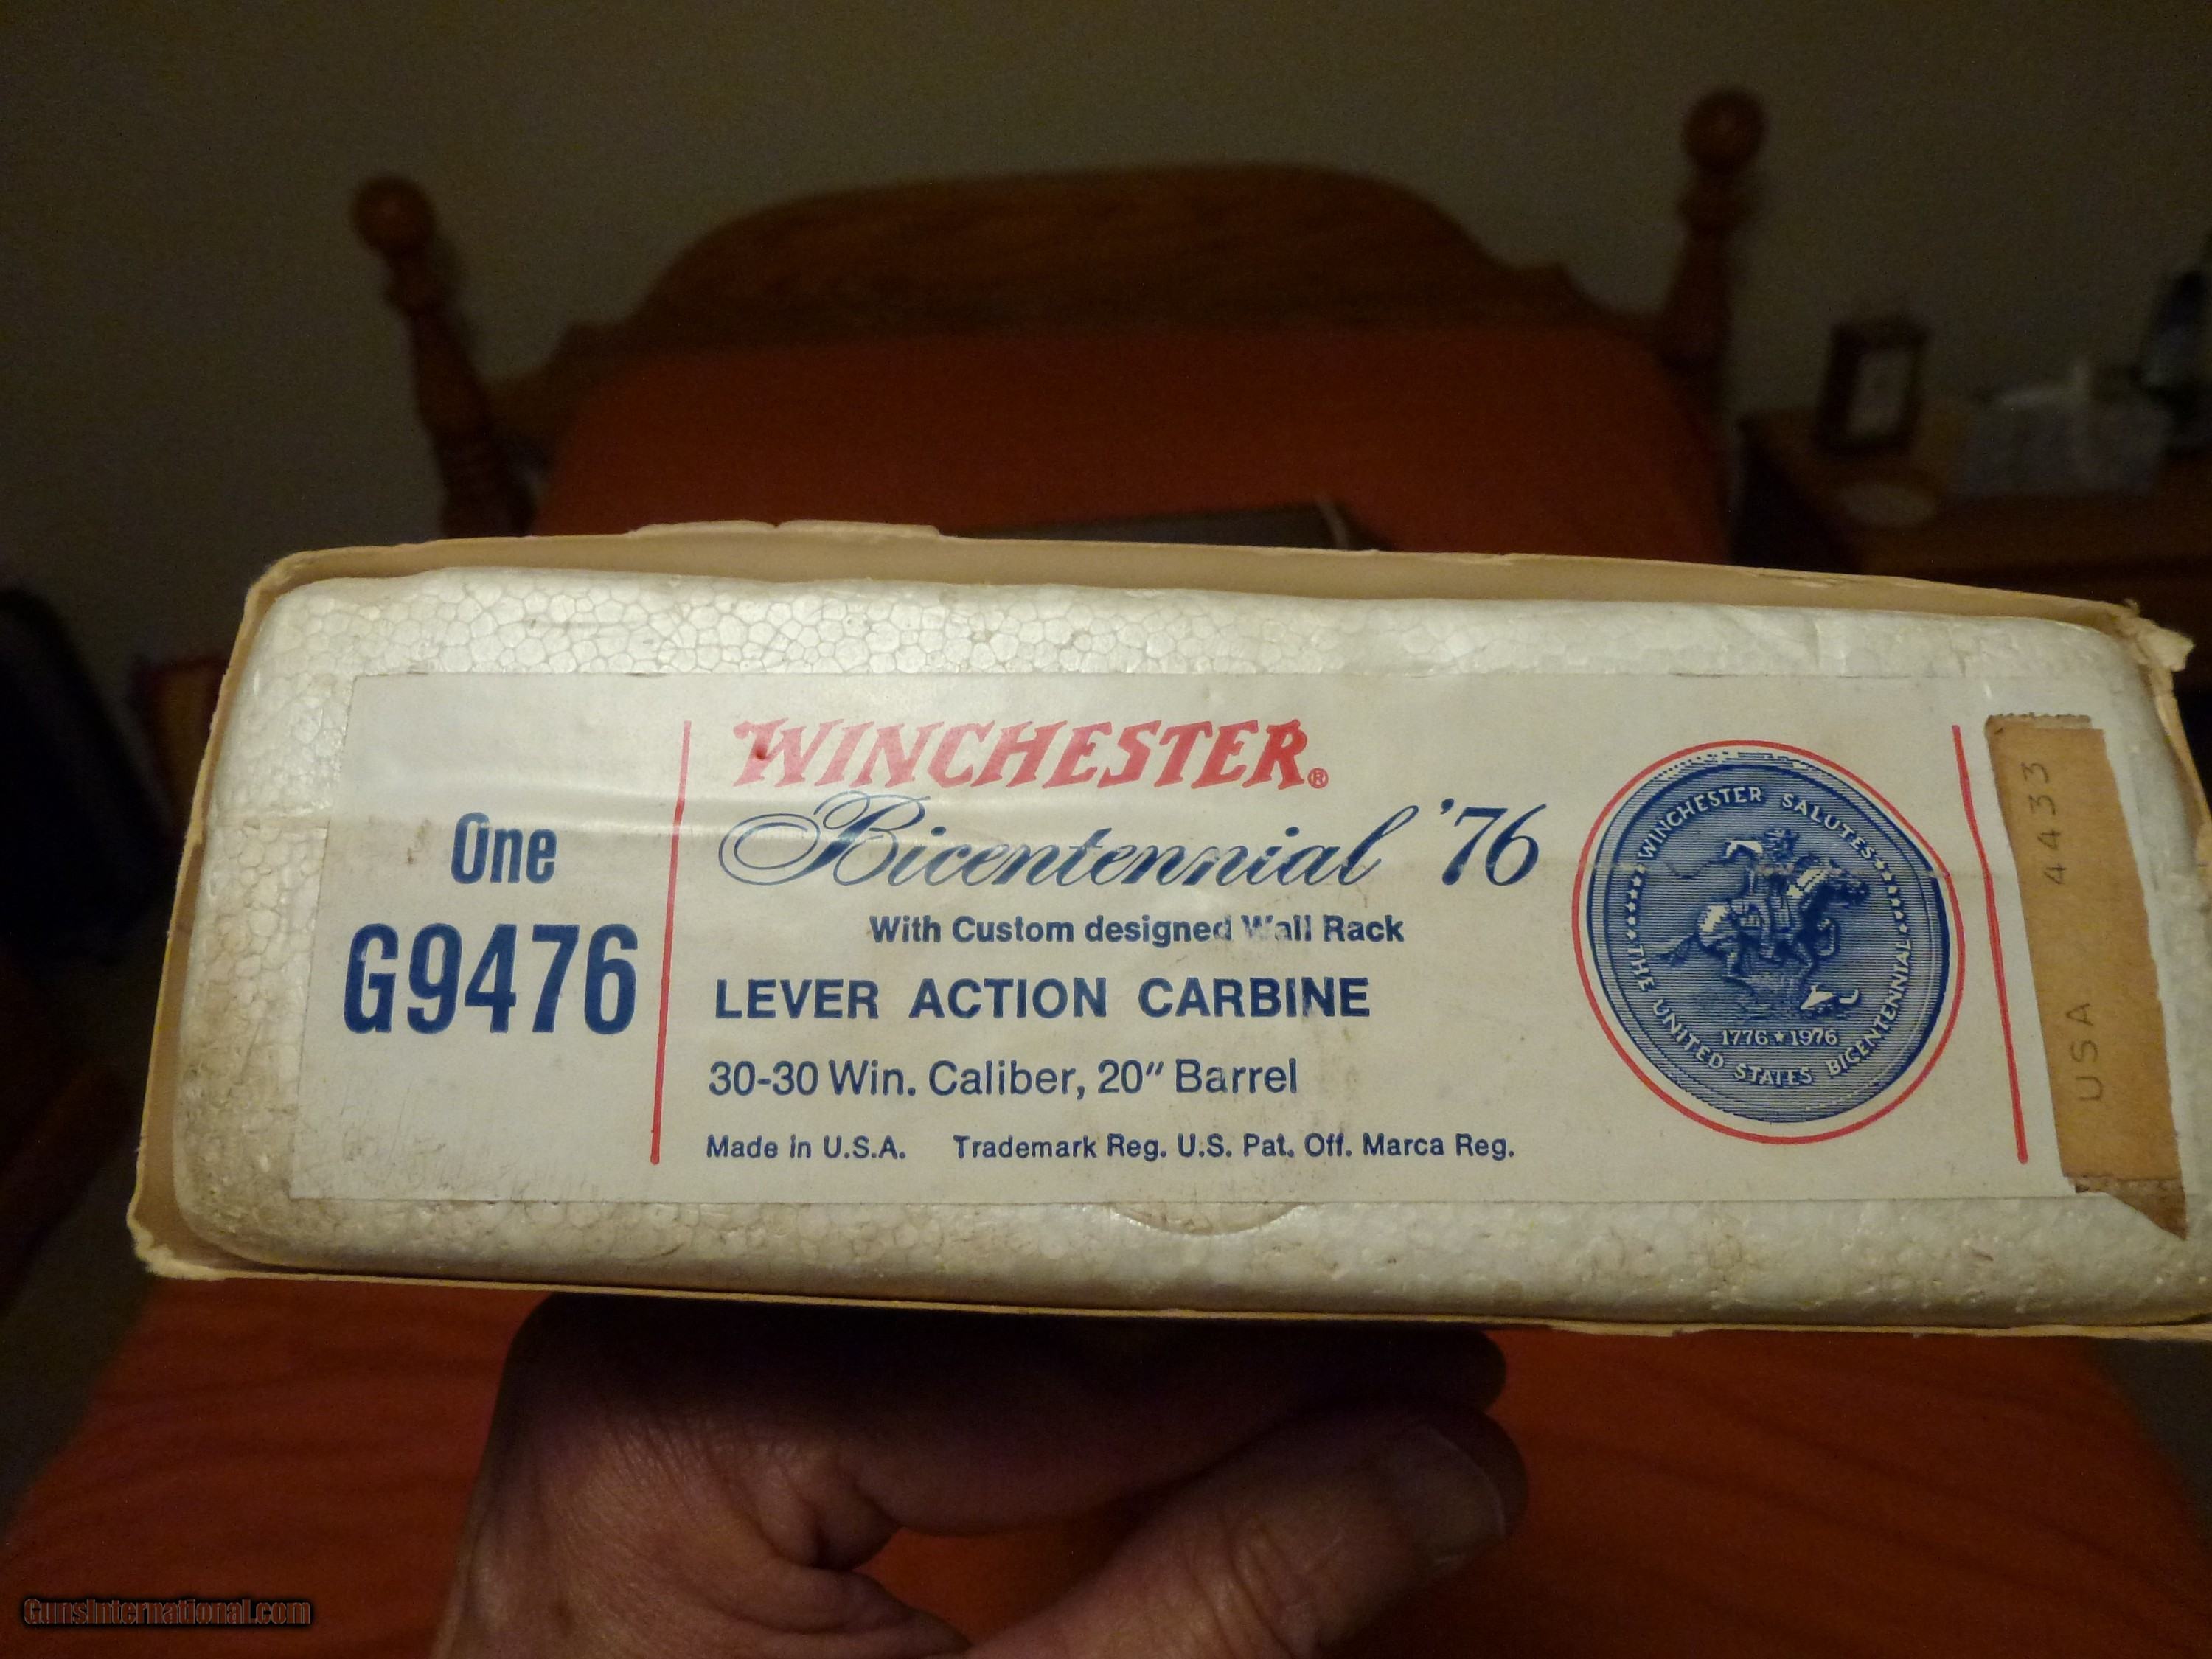 One
G9476
WINCHESTER®
Bicentennial '76
With Custom designed Wall Rack
LEVER ACTION CARBINE
30-30 Win. Caliber, 20" Barrel
Made in U.S.A. Trademark Reg. U.S. Pat. Off. Marca Reg.
★★★★★WINCHESTER SALUTES★★★★★
THE UNITED STATES BICENTENNIAL
1776★1976
USA 4433
GunsInternational.com